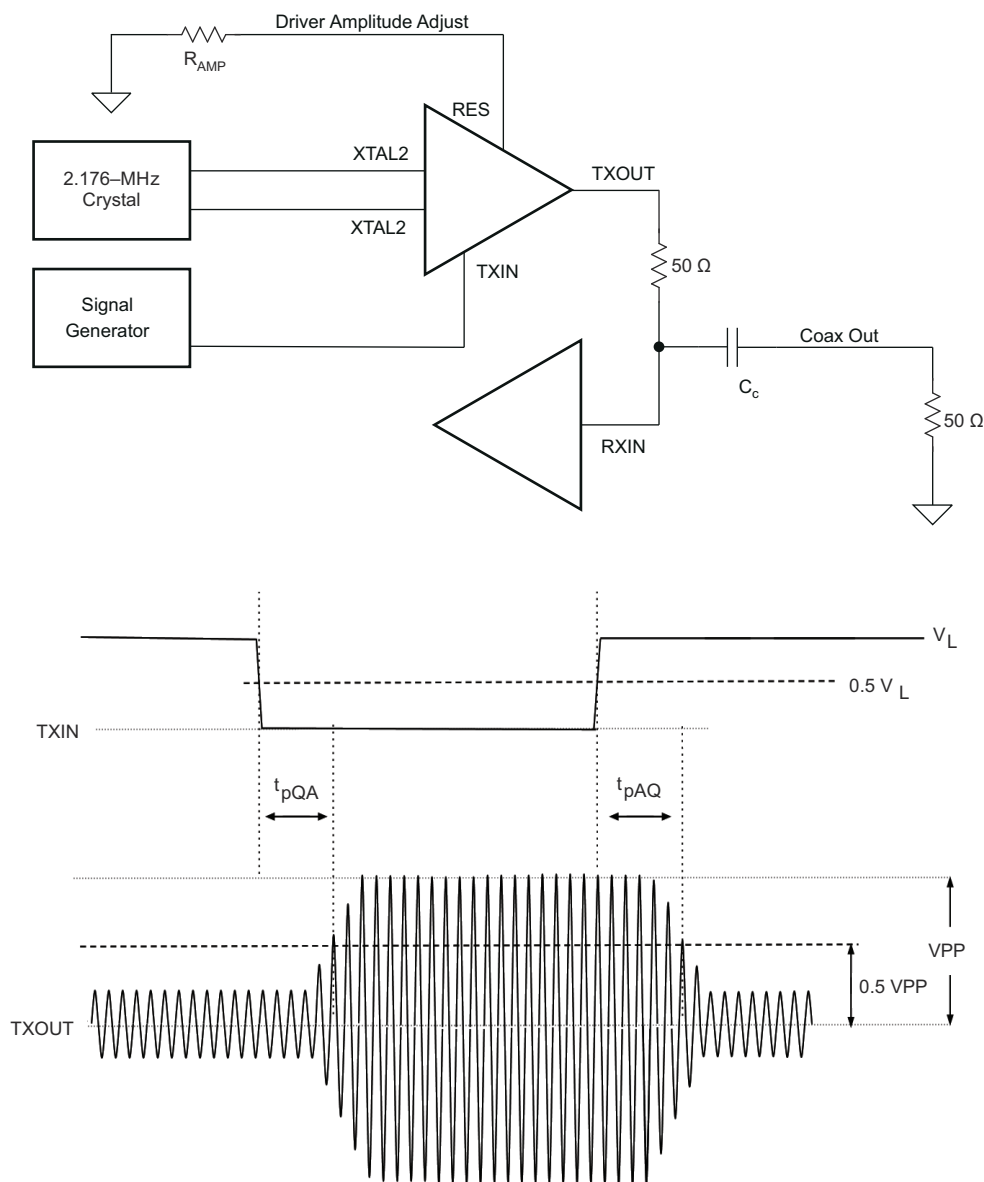 Driver Amplitude Adjust
RAMP
RES
XTAL2
2.176–MHz
Crystal
TXOUT
XTAL2
TXIN
50 Ω
Signal
Generator
Coax Out
Cc
50 Ω
RXIN
VL
0.5 VL
TXIN
tpQA
tpAQ
VPP
0.5 VPP
TXOUT